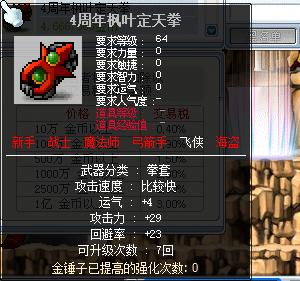 4周年枫叶定天拳
要求等级: 64
要求力量: -
要求敏捷: -
要求智力: -
要求运气: -
要求人气度: -
道具等级
道具经验值
新手 战士 魔法师 弓箭手 飞侠 海盗
武器分类 : 拳套
攻击速度 : 比较快
运气 : +4
攻击力 : +29
回避率 : +23
可升级次数 : 7回
金锤子已提高的强化次数: 0